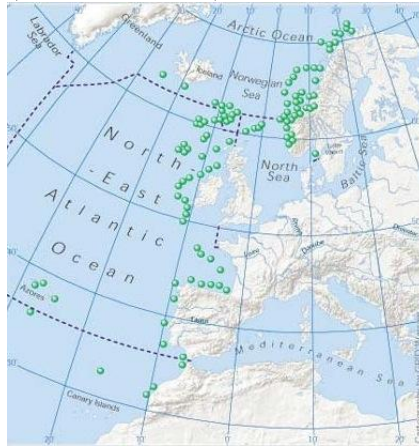 Labrador
Sea
Greenland
Arctic Ocean
Iceland
Norwegian
Sea
North
-East
Atlantic
Ocean
North
Sea
Baltic Sea
Danube
Azores
Mediterranean Sea
Canary Islands